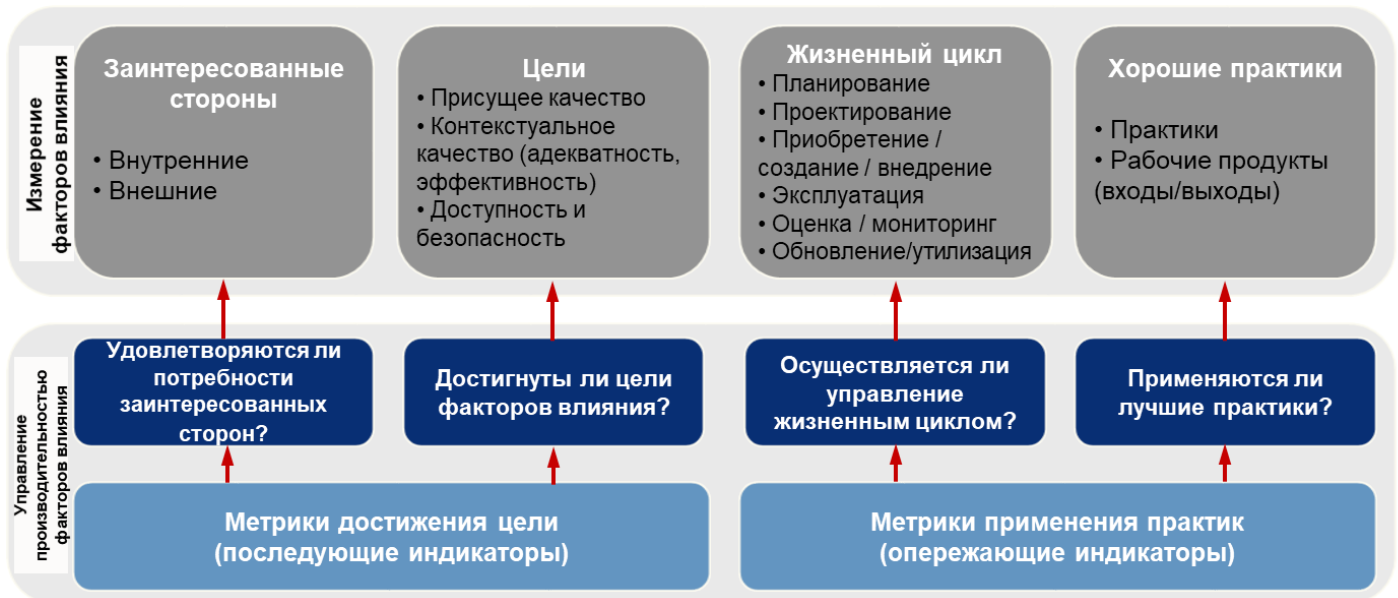 Измерение
факторов влияния
Заинтересованные
стороны
• Внутренние
• Внешние
Цели
• Присущее качество
• Контекстуальное
качество (адекватность,
эффективность)
• Доступность и
безопасность
Жизненный цикл
• Планирование
• Проектирование
• Приобретение /
создание / внедрение
• Эксплуатация
• Оценка / мониторинг
• Обновление/утилизация
Хорошие практики
• Практики
• Рабочие продукты
(входы/выходы)
Управление
производительностью
факторов влияния
Удовлетворяются ли
потребности
заинтересованных
сторон?
Достигнуты ли цели
факторов влияния?
Осуществляется ли
управление
жизненным циклом?
Применяются ли
лучшие практики?
Метрики достижения цели
(последующие индикаторы)
Метрики применения практик
(опережающие индикаторы)